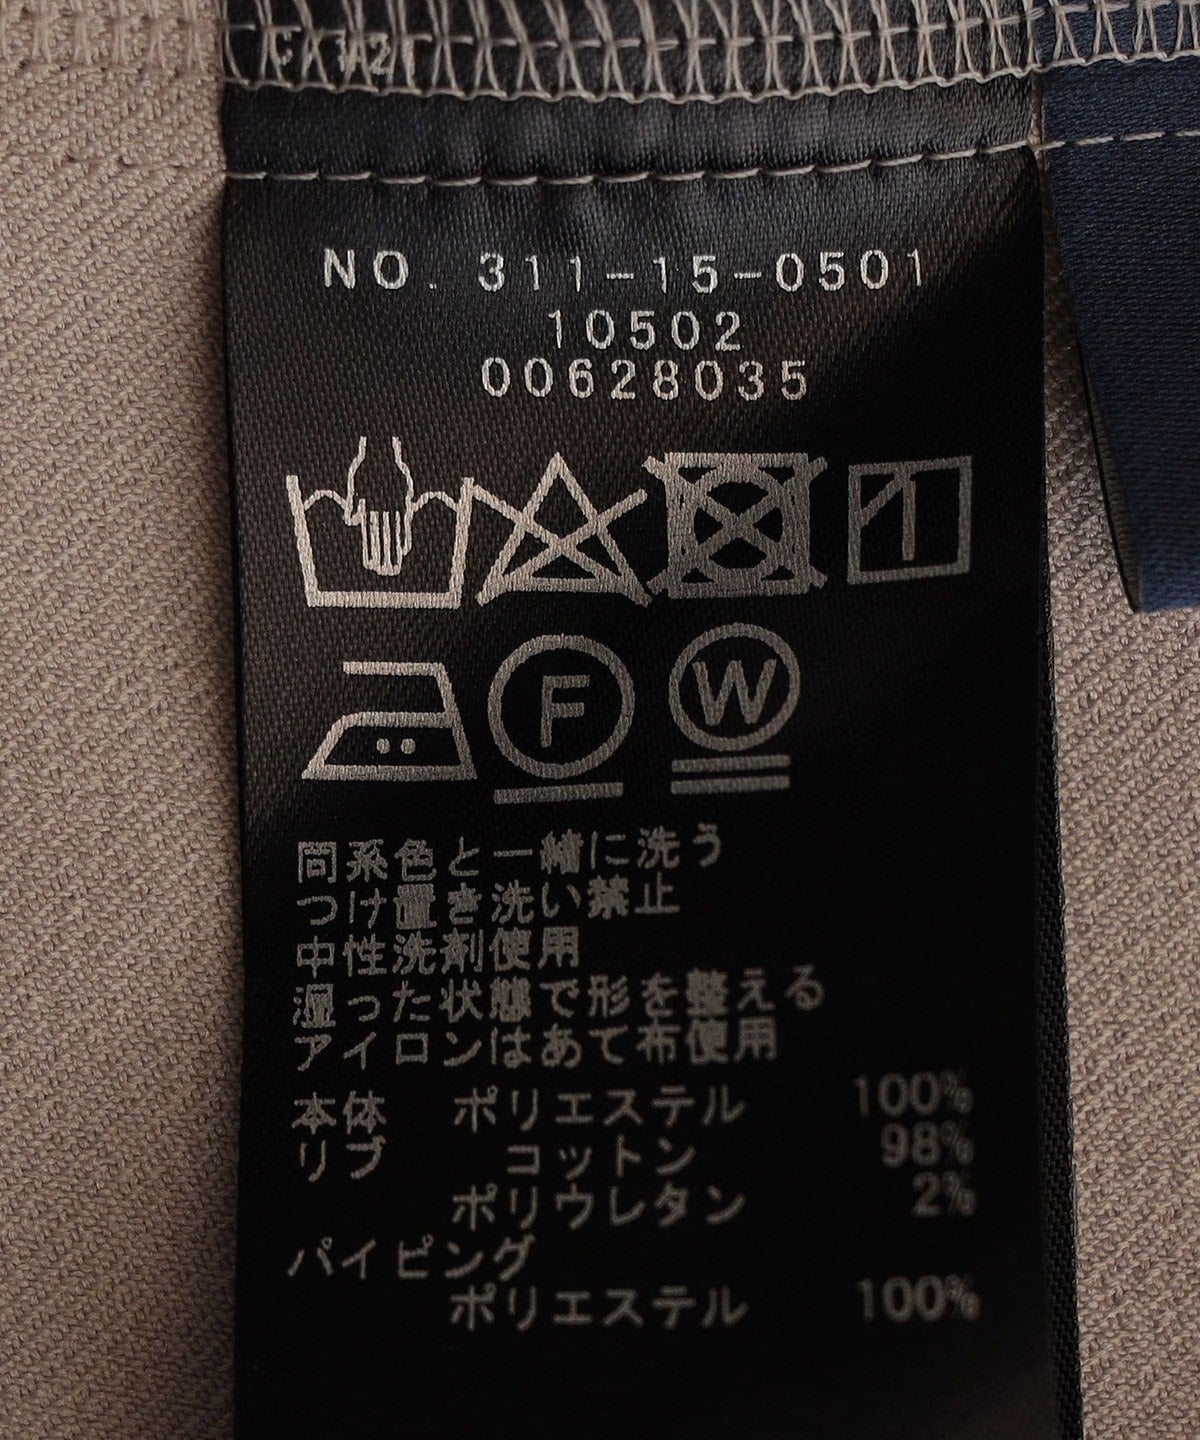 NO. 311-15-0501
10502
00628035
F W
同系色と一緒に洗う
つけ置き洗い禁止
中性洗剤使用
湿った状態で形を整える
アイロンはあて布使用
本体 ポリエステル 100%
リブ コットン 98%
ポリウレタン 2%
パイピング
ポリエステル 100%